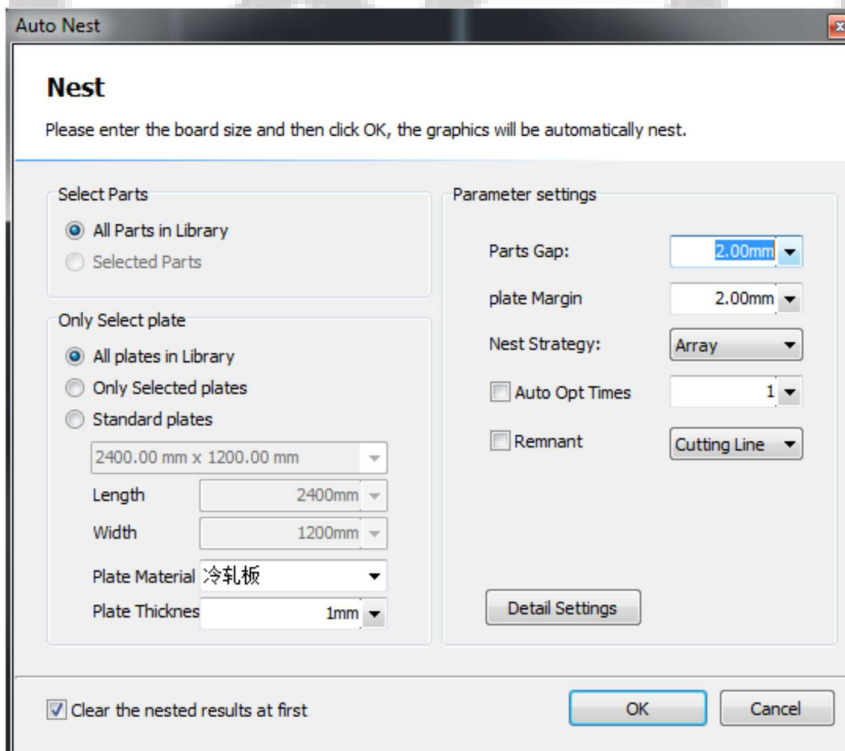 Auto Nest
Nest
Please enter the board size and then click OK, the graphics will be automatically nest.
Select Parts
All Parts in Library
Selected Parts
Only Select plate
All plates in Library
Only Selected plates
Standard plates
2400.00 mm x 1200.00 mm
Length 2400mm
Width 1200mm
Plate Material 冷轧板
Plate Thicknes 1mm
Parameter settings
Parts Gap: 2.00mm
plate Margin 2.00mm
Nest Strategy: Array
Auto Opt Times 1
Remnant Cutting Line
Detail Settings
Clear the nested results at first
OK
Cancel